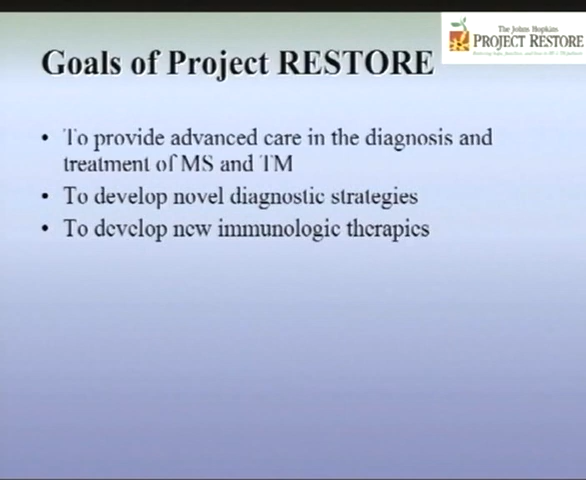 The Johns Hopkins
PROJECT RESTORE
Goals of Project RESTORE
• To provide advanced care in the diagnosis and
treatment of MS and TM
• To develop novel diagnostic strategies
• To develop new immunologic therapies